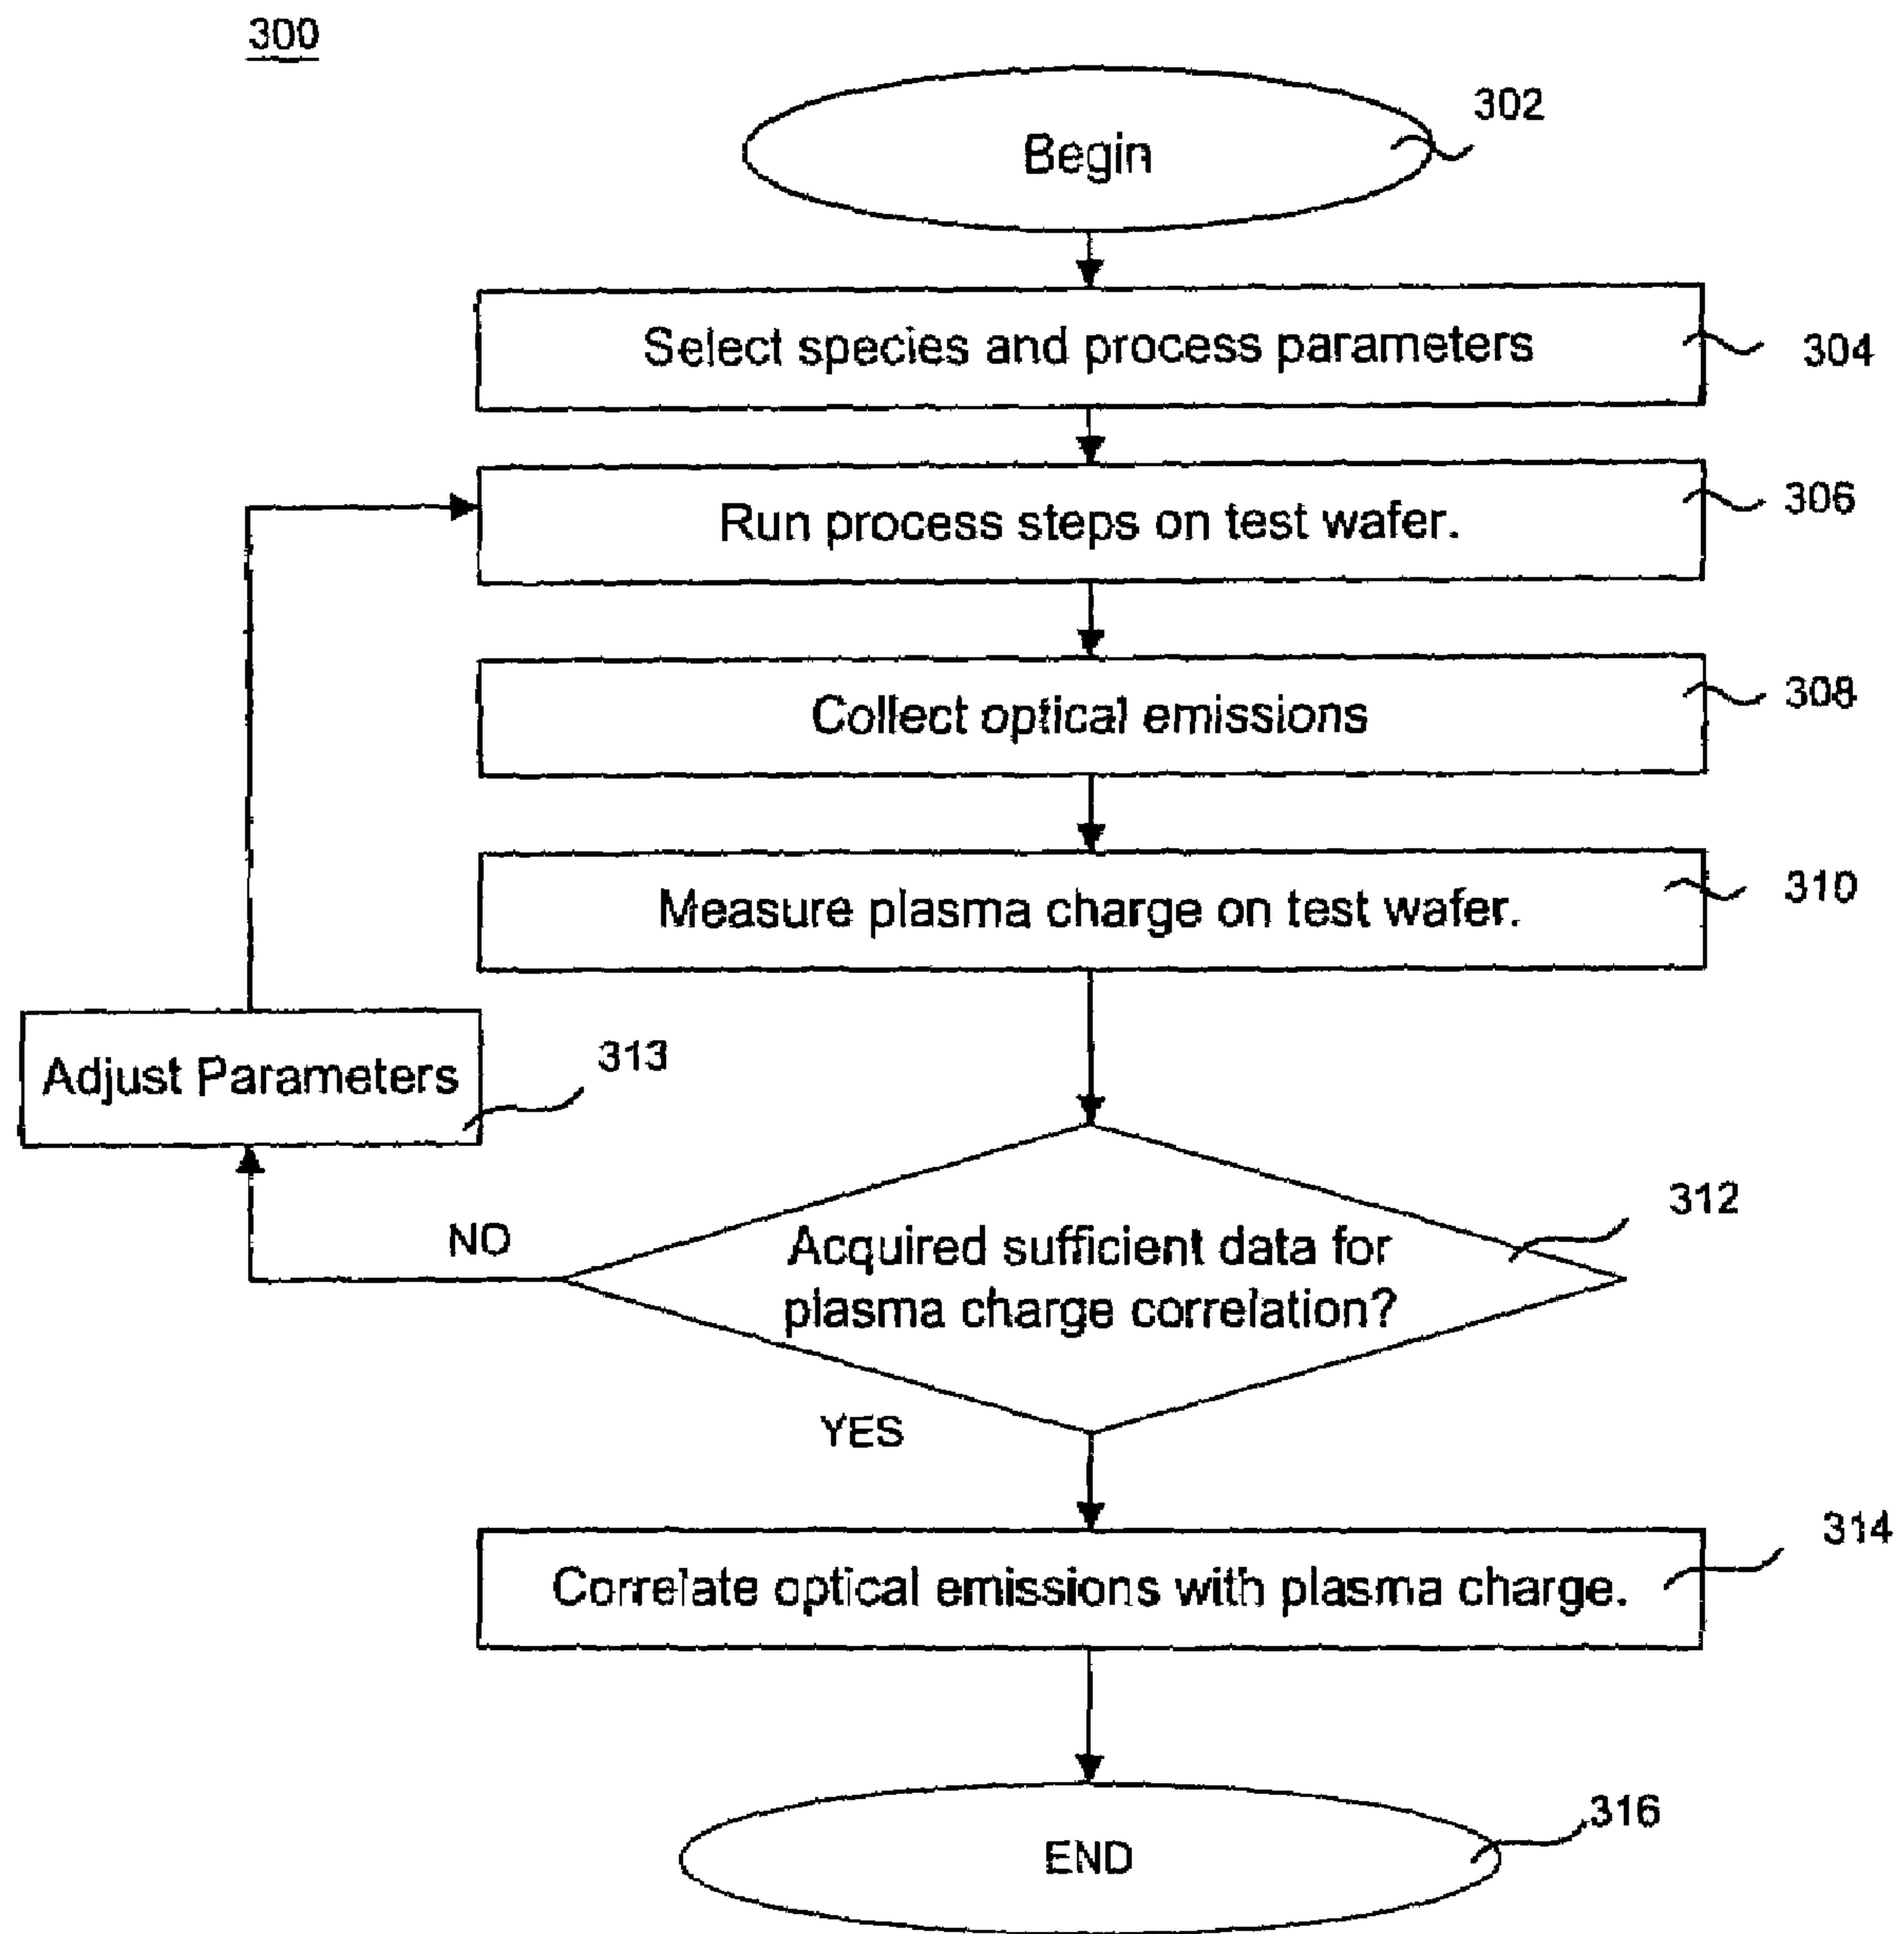 300
302
Begin
Select species and process parameters
304
Run process steps on test wafer.
306
Collect optical emissions
308
Measure plasma charge on test wafer.
310
Adjust Parameters
313
312
NO
Acquired sufficient data for
plasma charge correlation?
YES
314
Correlate optical emissions with plasma charge.
316
END